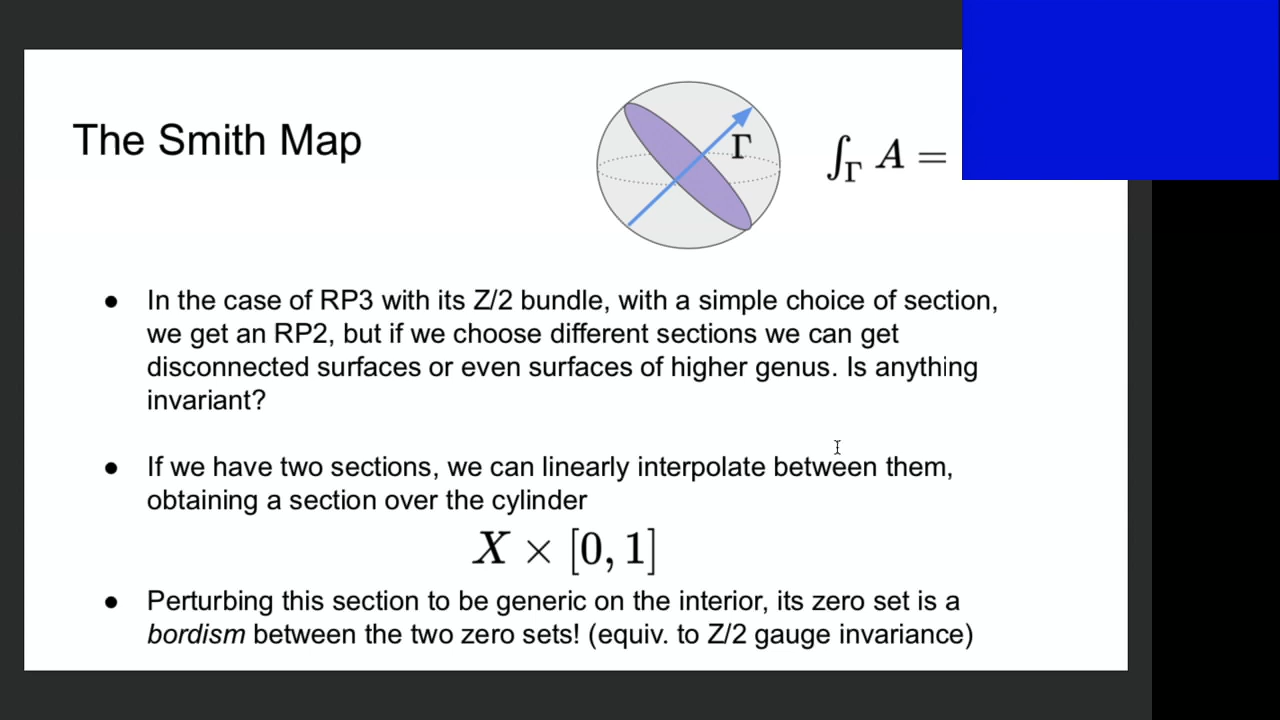 The Smith Map
Γ
∫_Γ A =
● In the case of RP3 with its Z/2 bundle, with a simple choice of section,
we get an RP2, but if we choose different sections we can get
disconnected surfaces or even surfaces of higher genus. Is anything
invariant?
● If we have two sections, we can linearly interpolate between them,
obtaining a section over the cylinder
X × [0, 1]
● Perturbing this section to be generic on the interior, its zero set is a
bordism between the two zero sets! (equiv. to Z/2 gauge invariance)